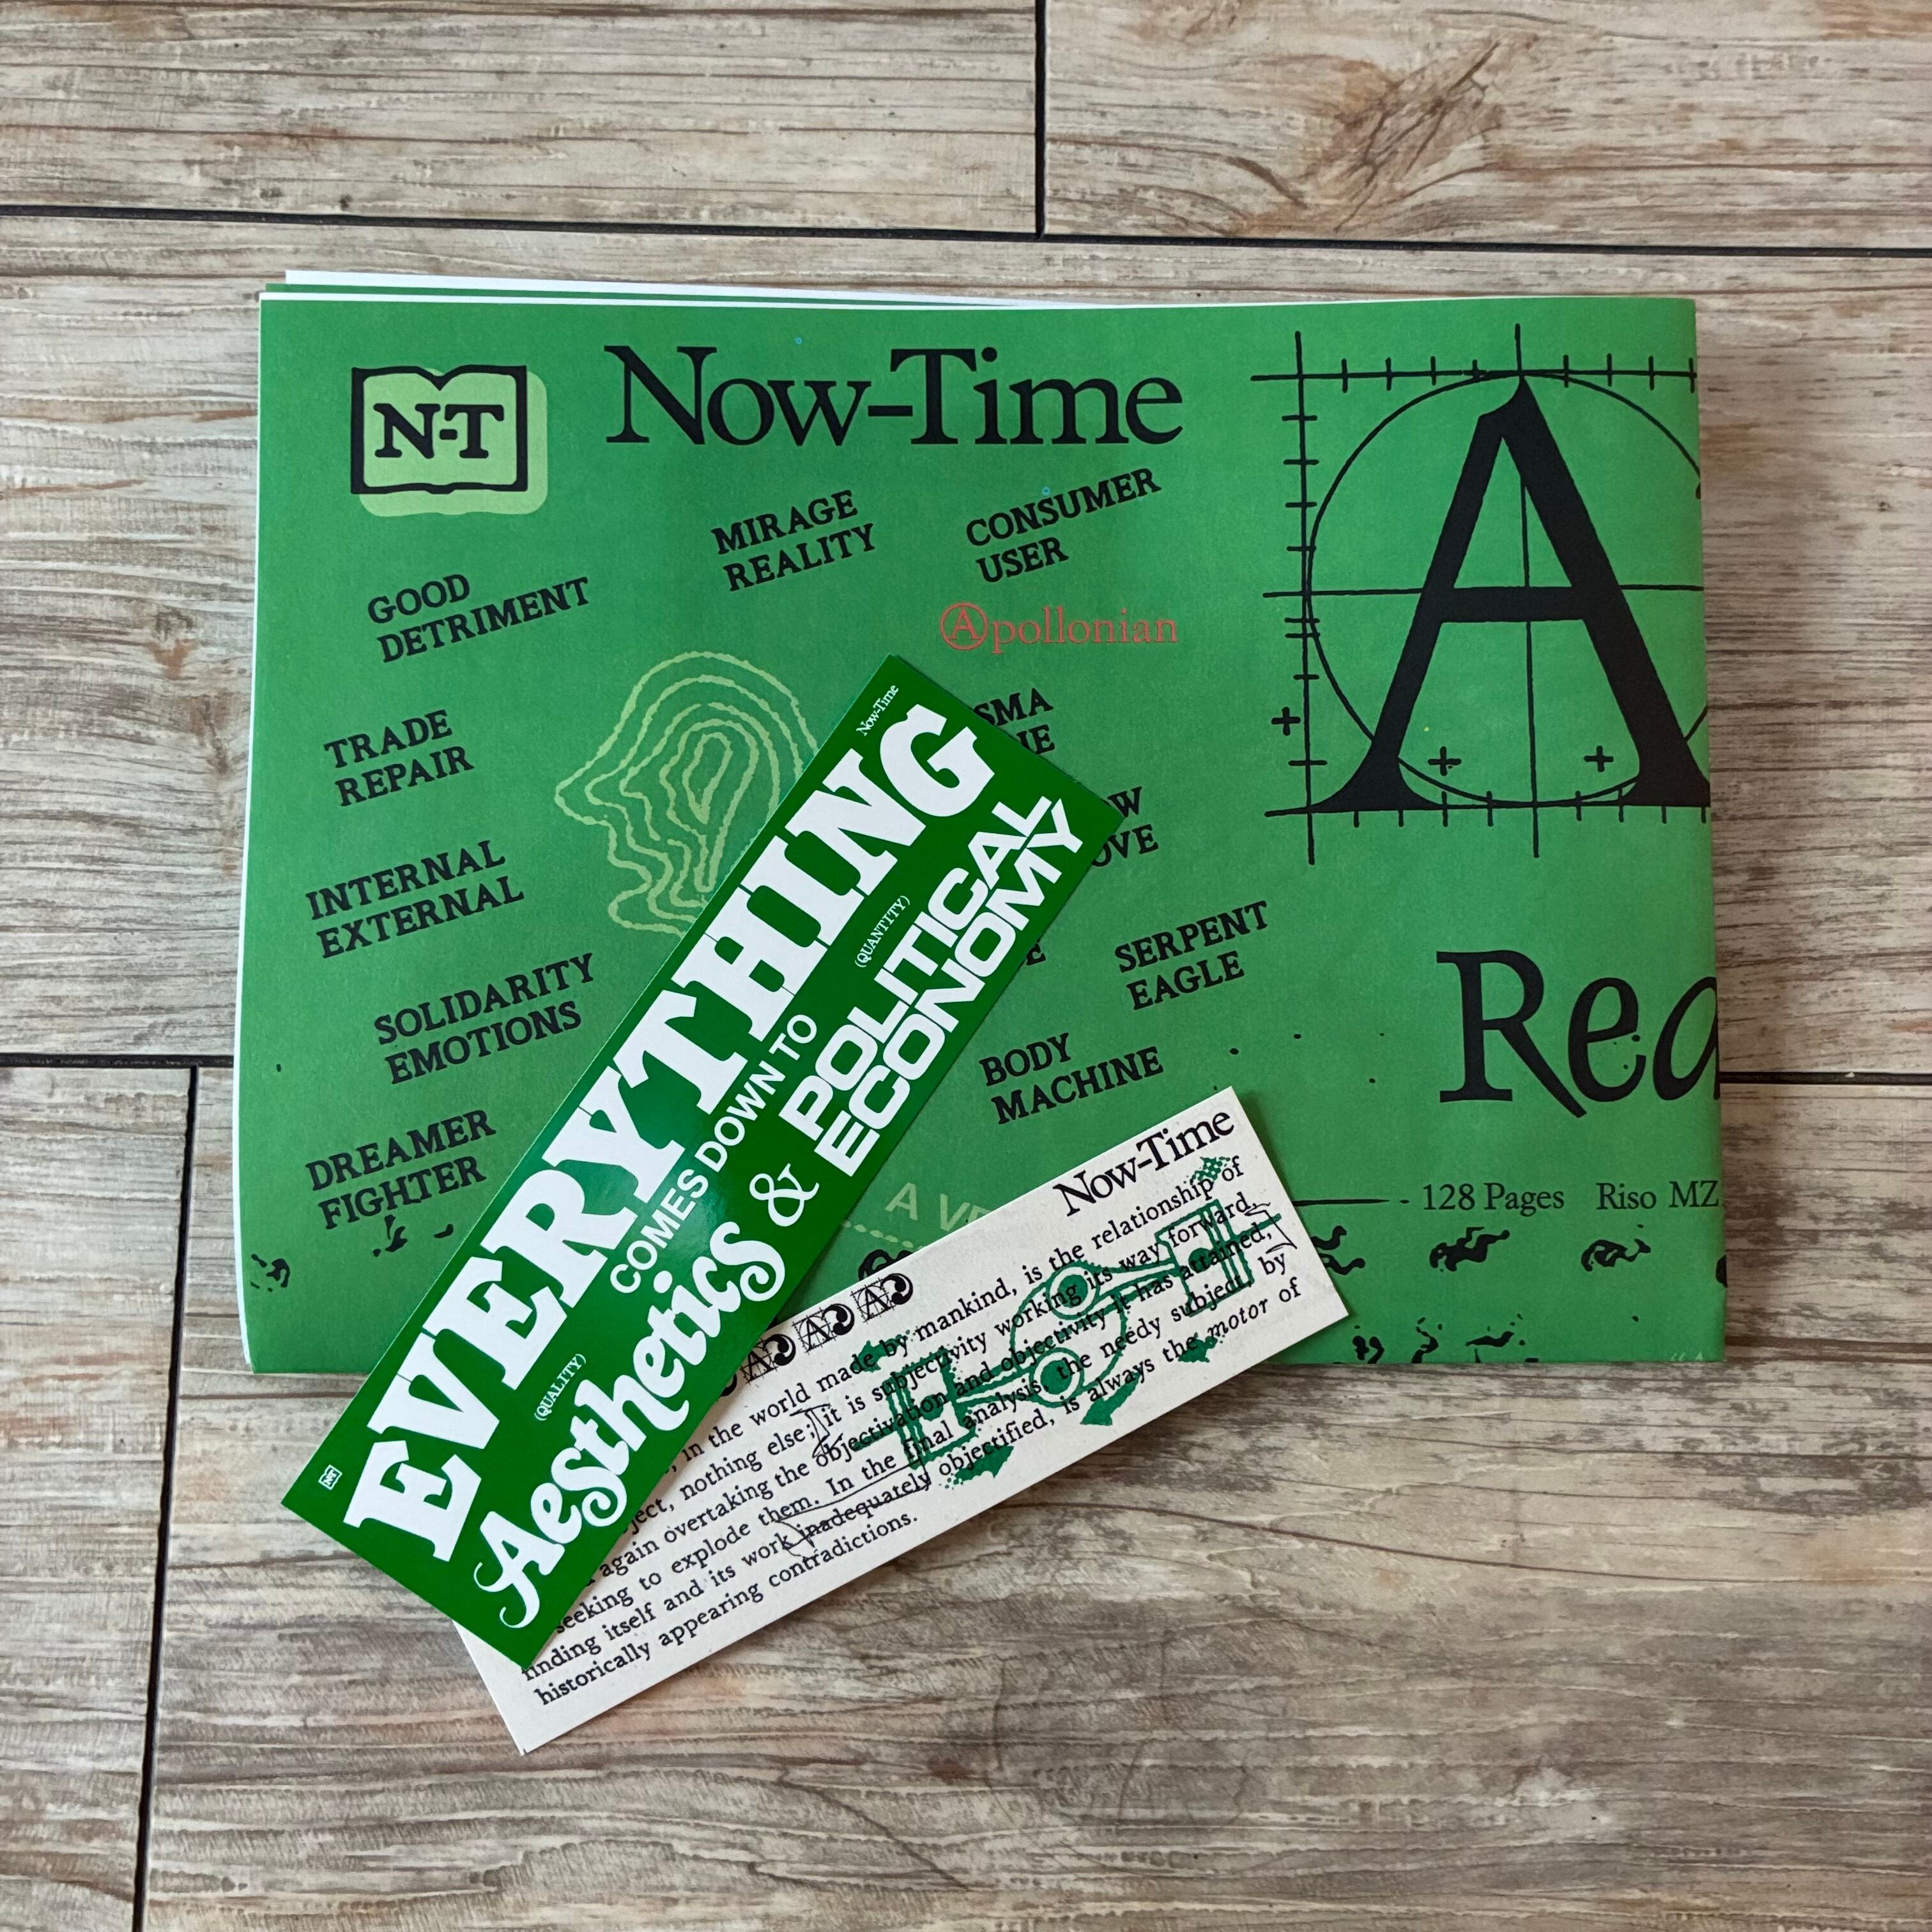 N-T
Now-Time
A
MIRAGE
REALITY
CONSUMER
USER
GOOD
DETRIMENT
Apollonian
TRADE
REPAIR
INTERNAL
EXTERNAL
SOLIDARITY
EMOTIONS
SERPENT
EAGLE
BODY
MACHINE
DREAMER
FIGHTER
128 Pages Riso MZ
Now-Time
EVERYTHING
COMES DOWN TO
(QUALITY)
Aesthetics
&
(QUANTITY)
POLITICAL
ECONOMY
N-T
Now-Time
in the world made by mankind, is the relationship of
nothing else; it is subjectivity working its way forward,
again overtaking the objectivation and objectivity it has attained,
seeking to explode them. In the final analysis, the needy subject, by
finding itself and its work inadequately objectified, is always the motor of
historically appearing contradictions.